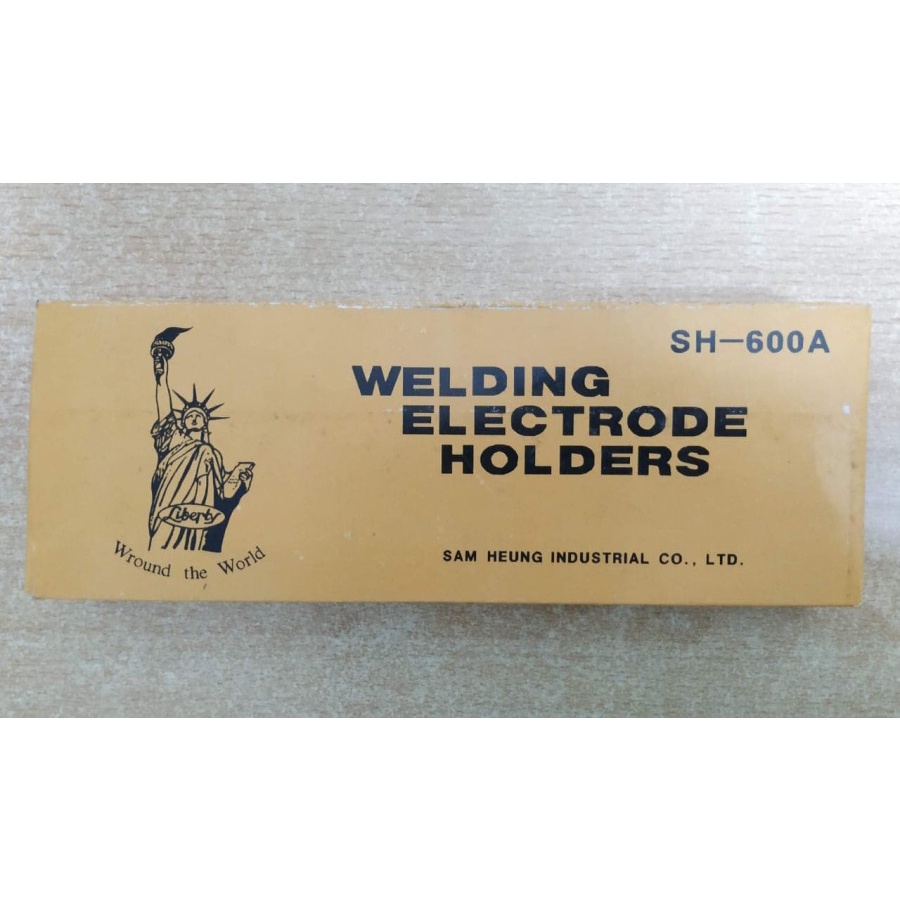 SH-600A
WELDING
ELECTRODE
HOLDERS
Liberty
Wround the World
SAM HEUNG INDUSTRIAL CO., LTD.